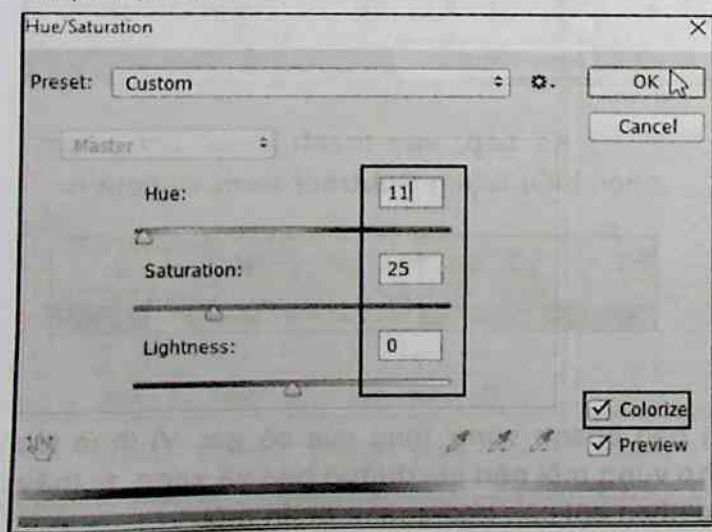 Hue/Saturation
Preset: Custom
OK
Cancel
Master
Hue: 11
Saturation: 25
Lightness: 0
Colorize
Preview